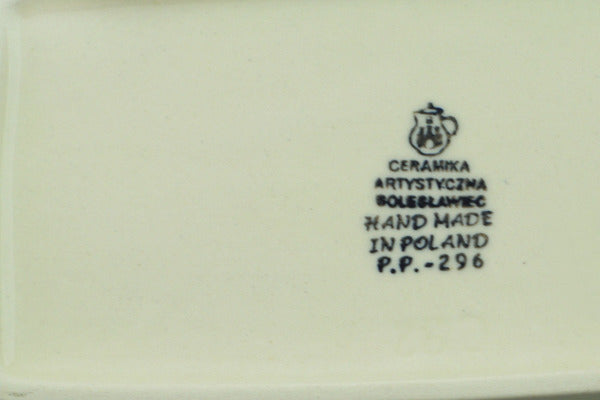 CERAMIKA
ARTYSTYCZNA
BOLESŁAWIEC
HAND MADE
IN POLAND
P.P.-296